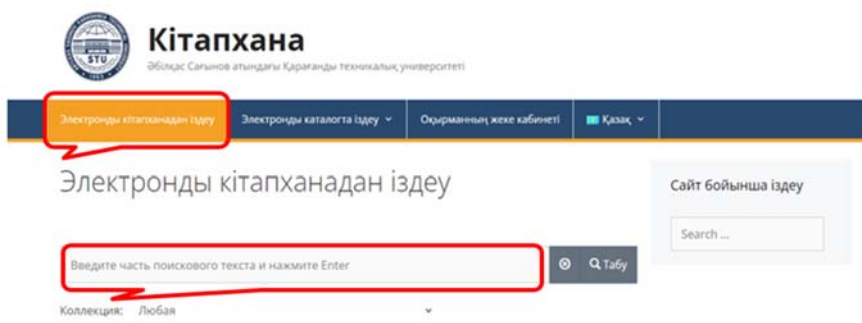 STU
Кітапхана
Әбілқас Сағынов атындағы Қарағанды техникалық университеті
Электронды кітапханадан іздеу
Электронды каталогта іздеу
Оқырманның жеке кабинеті
Қазақ
Электронды кітапханадан іздеу
Сайт бойынша іздеу
Search ...
Введите часть поискового текста и нажмите Enter
Табу
Коллекция: Любая